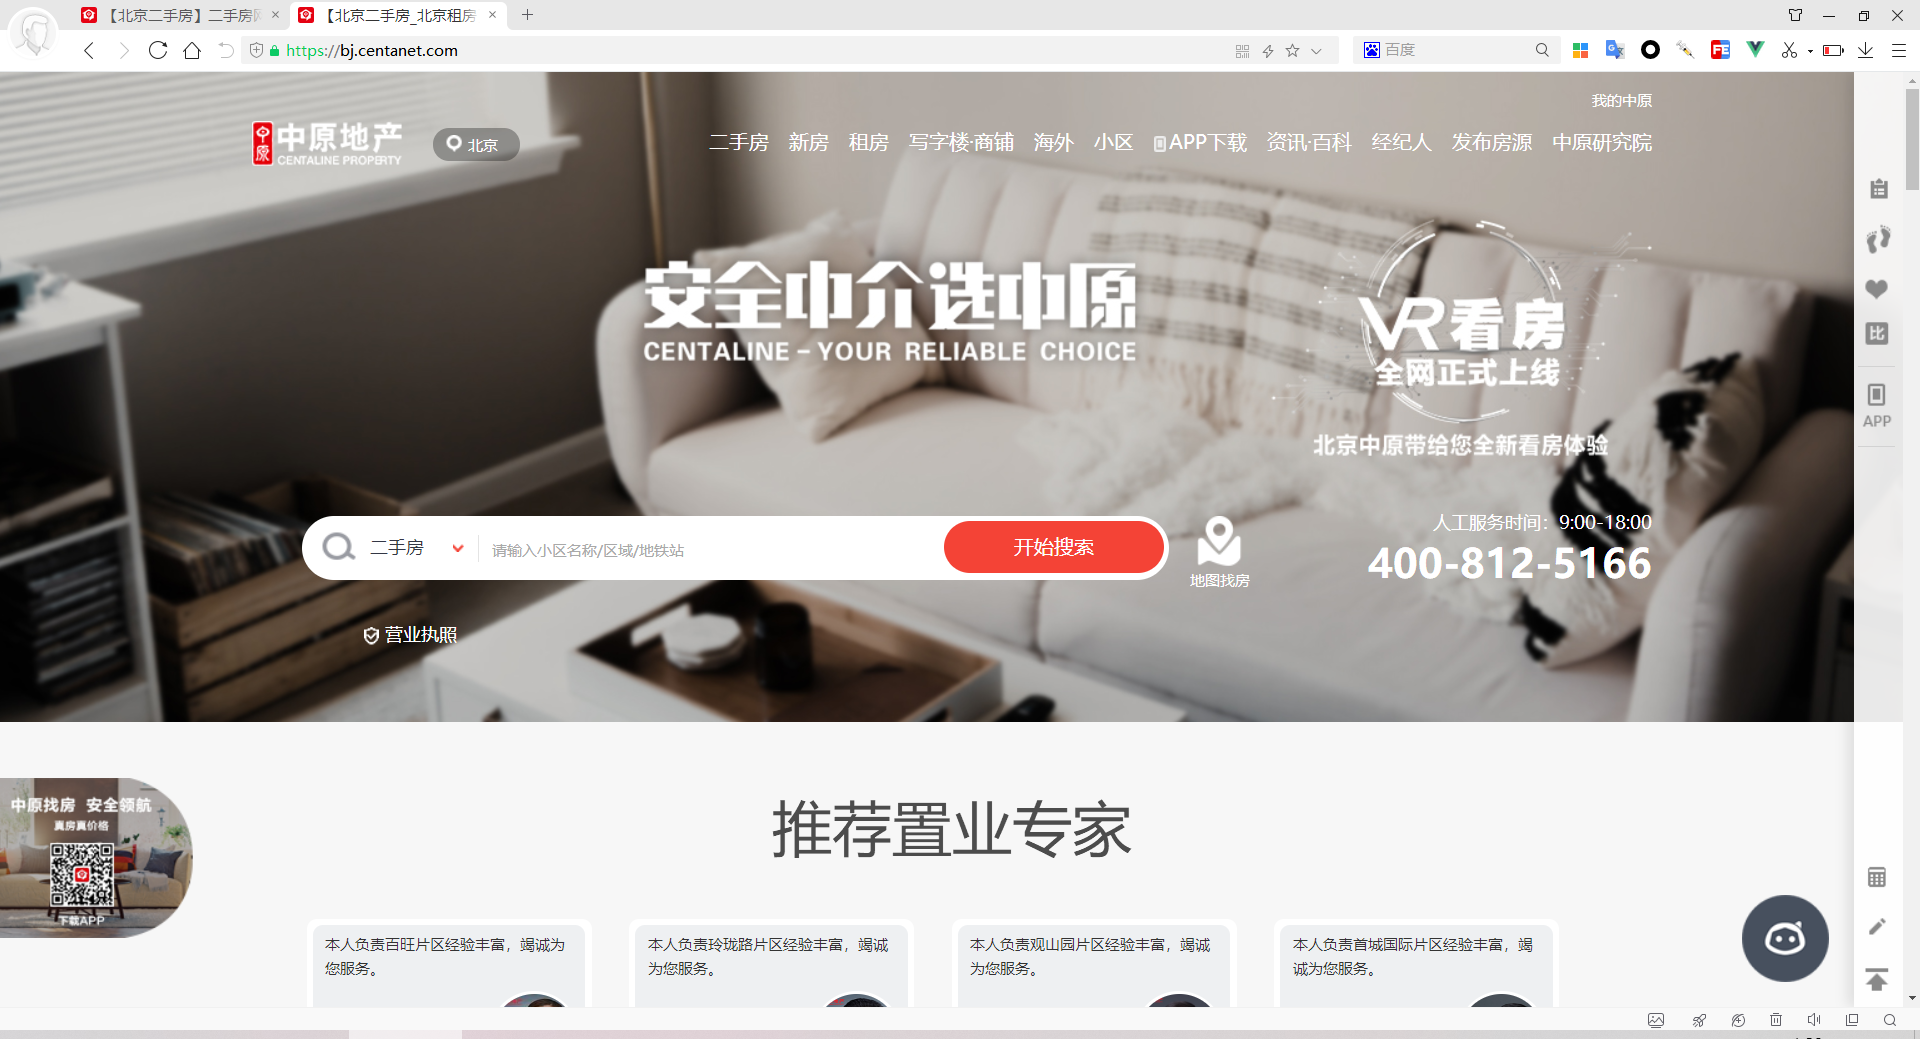 【北京二手房】二手房
【北京二手房_北京租房
https://bj.centanet.com
百度
我的中原
中原
中原地产
CENTALINE PROPERTY
北京
二手房 新房 租房 写字楼·商铺 海外 小区 APP下载 资讯·百科 经纪人 发布房源 中原研究院
安全中介选中原
CENTALINE – YOUR RELIABLE CHOICE
VR看房
全网正式上线
北京中原带给您全新看房体验
二手房
请输入小区名称/区域/地铁站
开始搜索
地图找房
人工服务时间：9:00-18:00
400-812-5166
营业执照
比
APP
中原找房 安全领航
真房真价格
下载APP
推荐置业专家
本人负责百旺片区经验丰富，竭诚为
您服务。
本人负责玲珑路片区经验丰富，竭诚
为您服务。
本人负责观山园片区经验丰富，竭诚
为您服务。
本人负责首城国际片区经验丰富，竭
诚为您服务。